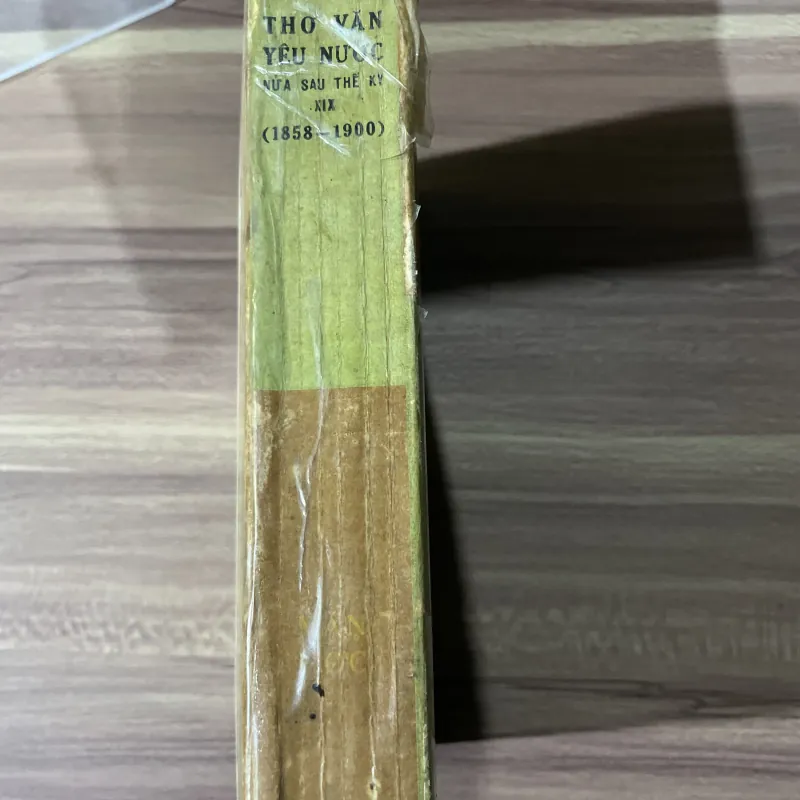 THƠ VĂN
YÊU NƯỚC
NỬA SAU THẾ KỶ
XIX
(1858—1900)